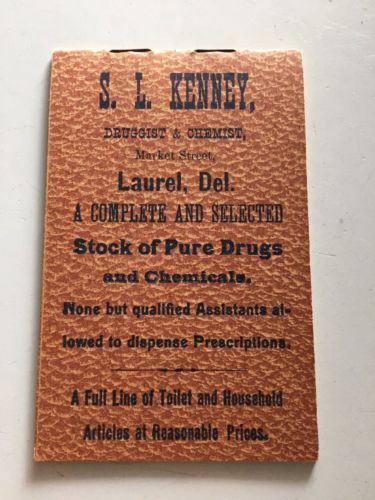 S. L. KENNEY,
DRUGGIST & CHEMIST,
Market Street,
Laurel, Del.
A COMPLETE AND SELECTED
Stock of Pure Drugs
and Chemicals.
None but qualified Assistants al-
lowed to dispense Prescriptions.
A Full Line of Toilet and Household
Articles at Reasonable Prices.